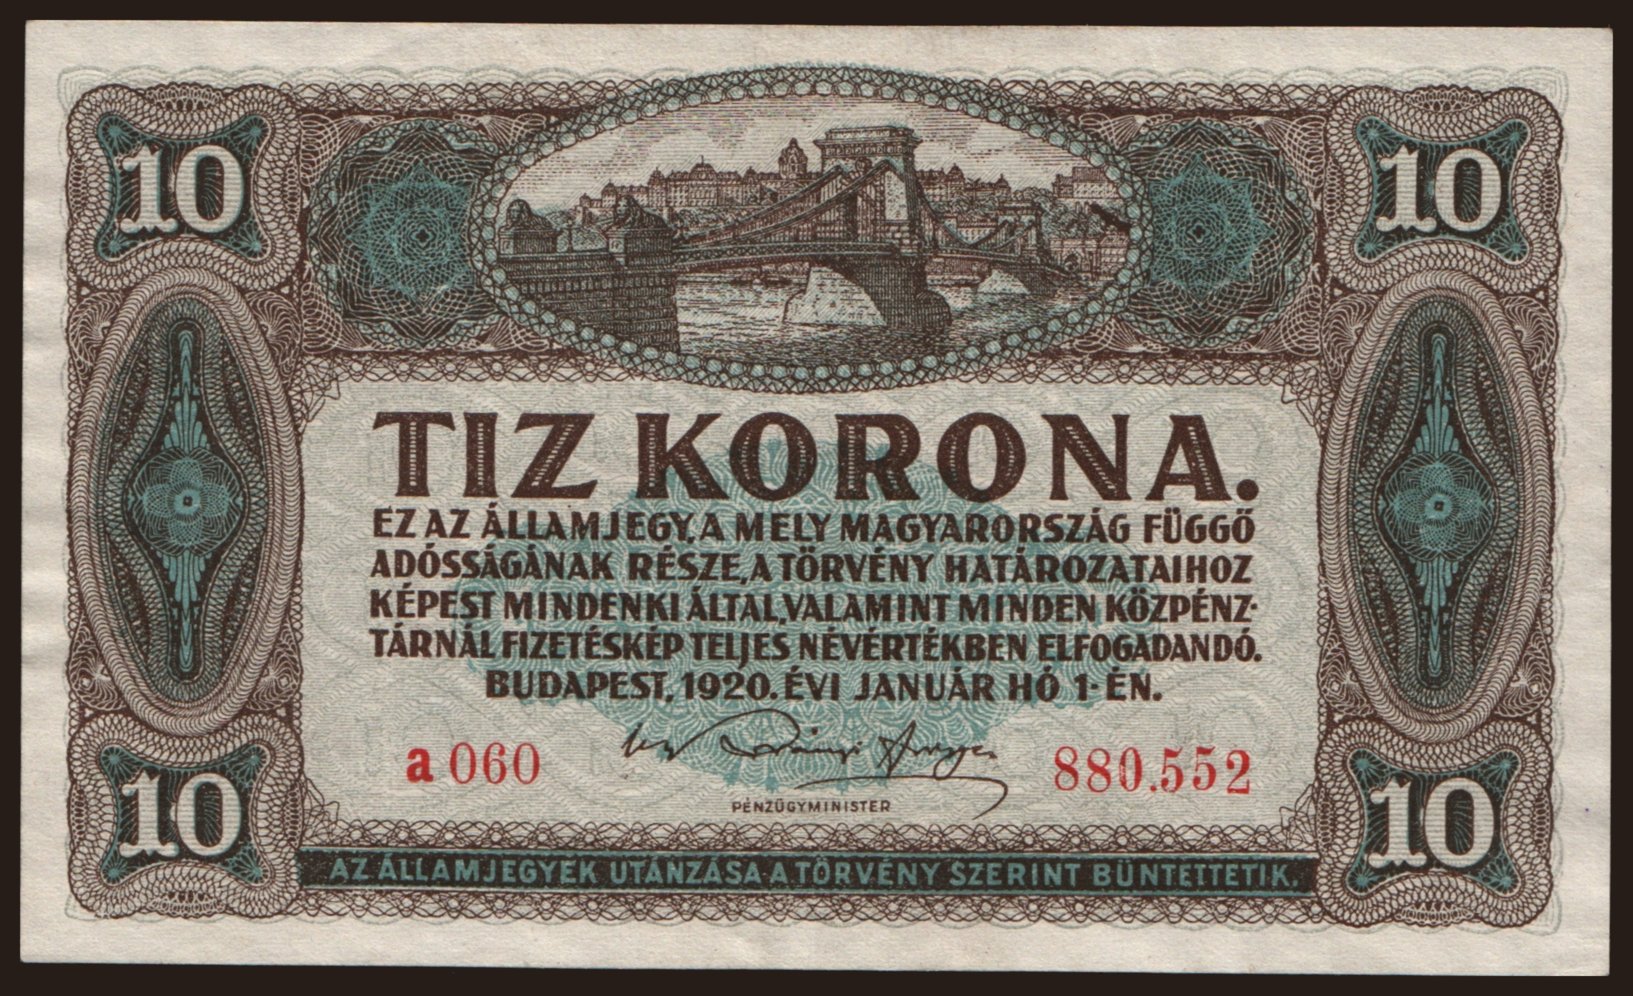 10 10
TIZ KORONA.
EZ AZ ÁLLAMJEGY, A MELY MAGYARORSZÁG FÜGGŐ
ADÓSSÁGÁNAK RÉSZE, A TÖRVÉNY HATÁROZATAIHOZ
KÉPEST MINDENKI ÁLTAL, VALAMINT MINDEN KÖZPÉNZ-
TÁRNÁL FIZETÉSKÉP TELJES NÉVÉRTÉKBEN ELFOGADANDÓ.
BUDAPEST, 1920. ÉVI JANUÁR HÓ 1-ÉN.
a 060 880.552
PÉNZÜGYMINISTER
10 10
AZ ÁLLAMJEGYEK UTÁNZÁSA A TÖRVÉNY SZERINT BÜNTETTETIK.